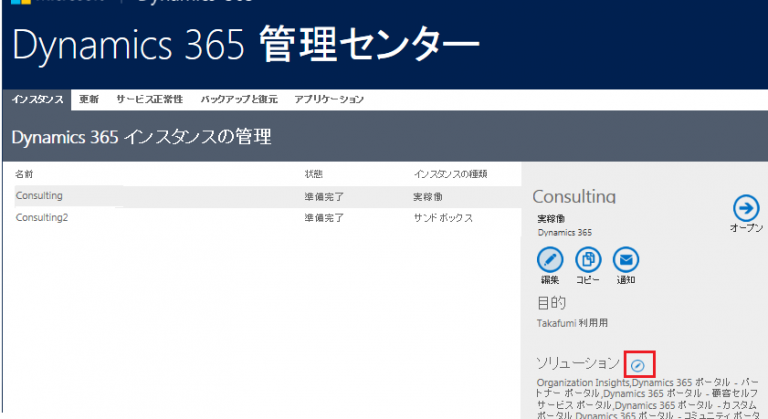 Dynamics 365 管理センター
インスタンス 更新 サービス正常性 バックアップと復元 アプリケーション
Dynamics 365 インスタンスの管理
名前 状態 インスタンスの種類
Consulting 準備完了 実稼働
Consulting2 準備完了 サンドボックス
Consulting
実稼働
Dynamics 365
オープン
編集 コピー 通知
目的
Takafumi 利用用
ソリューション
Organization Insights,Dynamics 365 ポータル - パー
トナー ポータル,Dynamics 365 ポータル - 顧客セルフ
サービス ポータル,Dynamics 365 ポータル - カスタム
ポータル,Dynamics 365 ポータル - コミュニティ ポータ